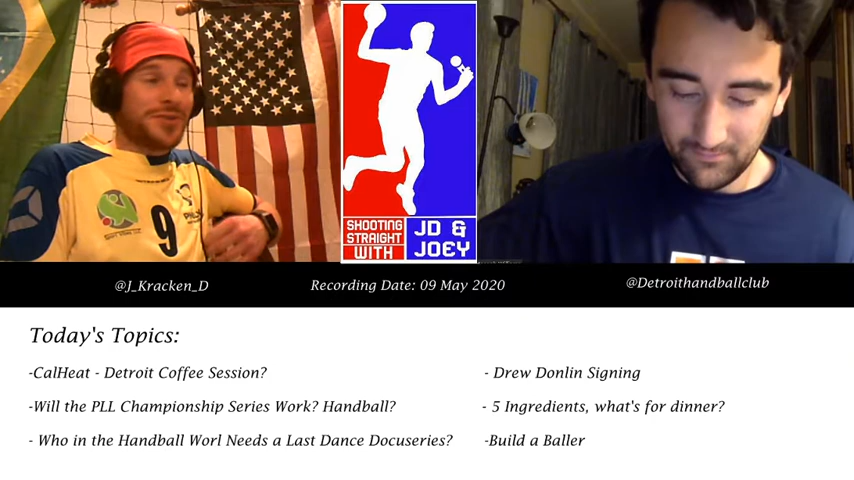 9
SHOOTING
STRAIGHT
WITH
JD &
JOEY
@J_Kracken_D
Recording Date: 09 May 2020
@Detroithandballclub
Today's Topics:
-CalHeat - Detroit Coffee Session?
- Drew Donlin Signing
-Will the PLL Championship Series Work? Handball?
- 5 Ingredients, what's for dinner?
- Who in the Handball Worl Needs a Last Dance Docuseries?
-Build a Baller